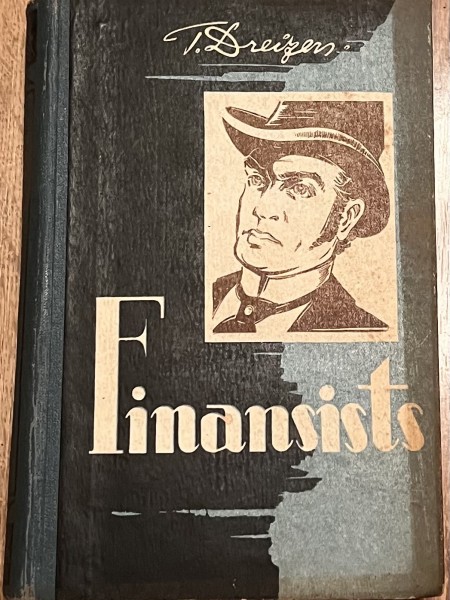 T. Dreizers.
Finansists